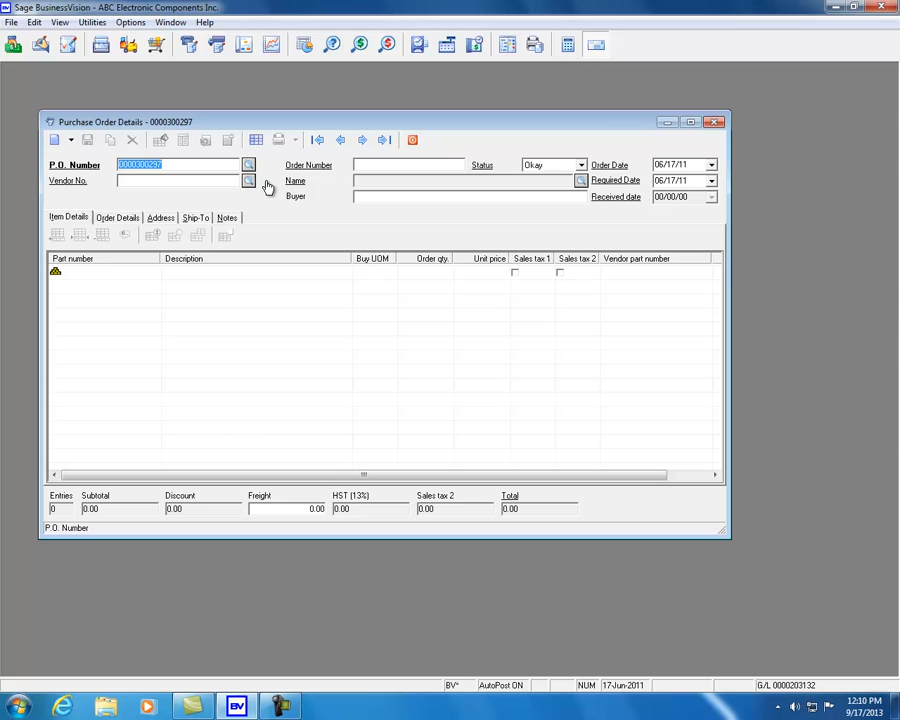 Sage BusinessVision - ABC Electronic Components Inc.
File Edit View Utilities Options Window Help
Purchase Order Details - 0000300297
P.O. Number 0000300297 Order Number Status Okay Order Date 06/17/11
Vendor No. Name Required Date 06/17/11
Buyer Received date 00/00/00
Item Details Order Details Address Ship-To Notes
Part number Description Buy UOM Order qty. Unit price Sales tax 1 Sales tax 2 Vendor part number
Entries Subtotal Discount Freight HST (13%) Sales tax 2 Total
0 0.00 0.00 0.00 0.00 0.00 0.00
P.O. Number
BV* AutoPost ON NUM 17-Jun-2011 G/L 0000203132
BV 12:10 PM
9/17/2013